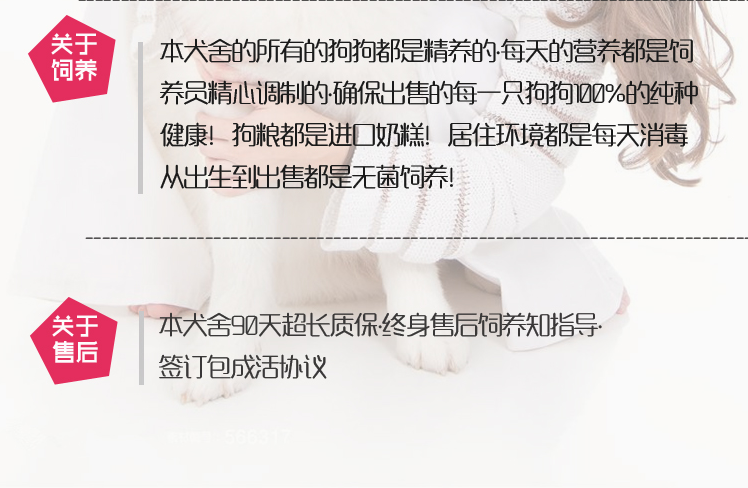 关于
饲养
本犬舍的所有的狗狗都是精养的·每天的营养都是饲
养员精心调制的·确保出售的每一只狗狗100%的纯种
健康！狗粮都是进口奶糕！居住环境都是每天消毒
从出生到出售都是无菌饲养！
关于
售后
本犬舍90天超长质保·终身售后饲养知指导·
签订包成活协议